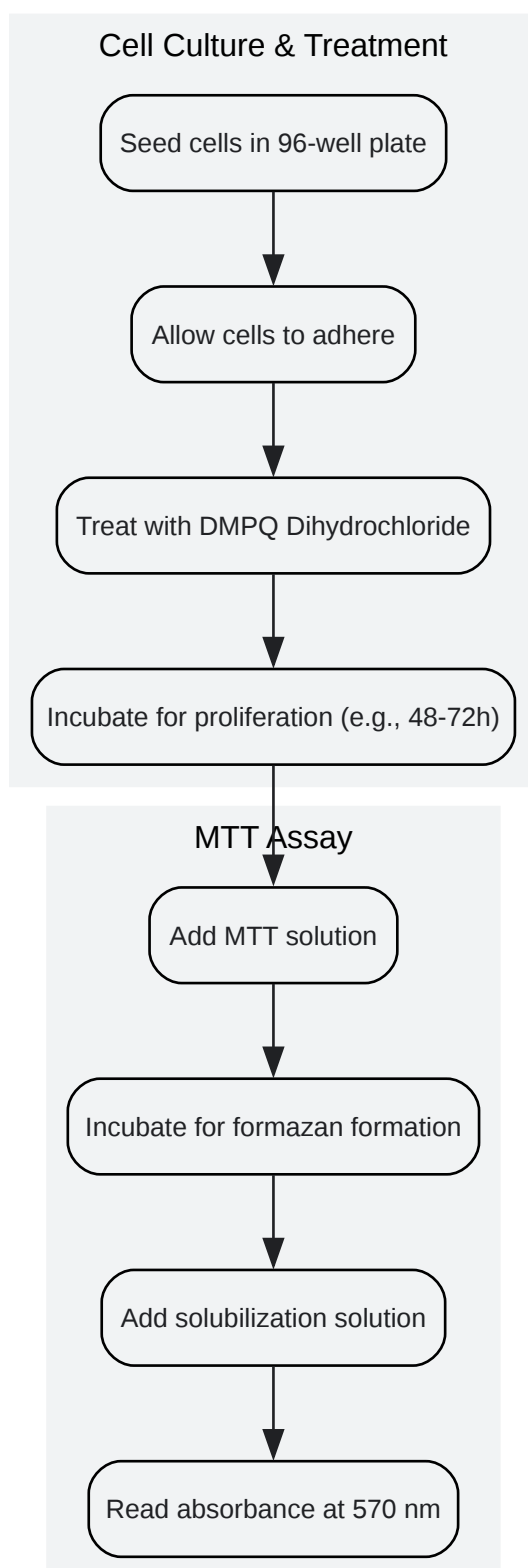 Cell Culture & Treatment
Seed cells in 96-well plate
Allow cells to adhere
Treat with DMPQ Dihydrochloride
Incubate for proliferation (e.g., 48-72h)
MTT Assay
Add MTT solution
Incubate for formazan formation
Add solubilization solution
Read absorbance at 570 nm